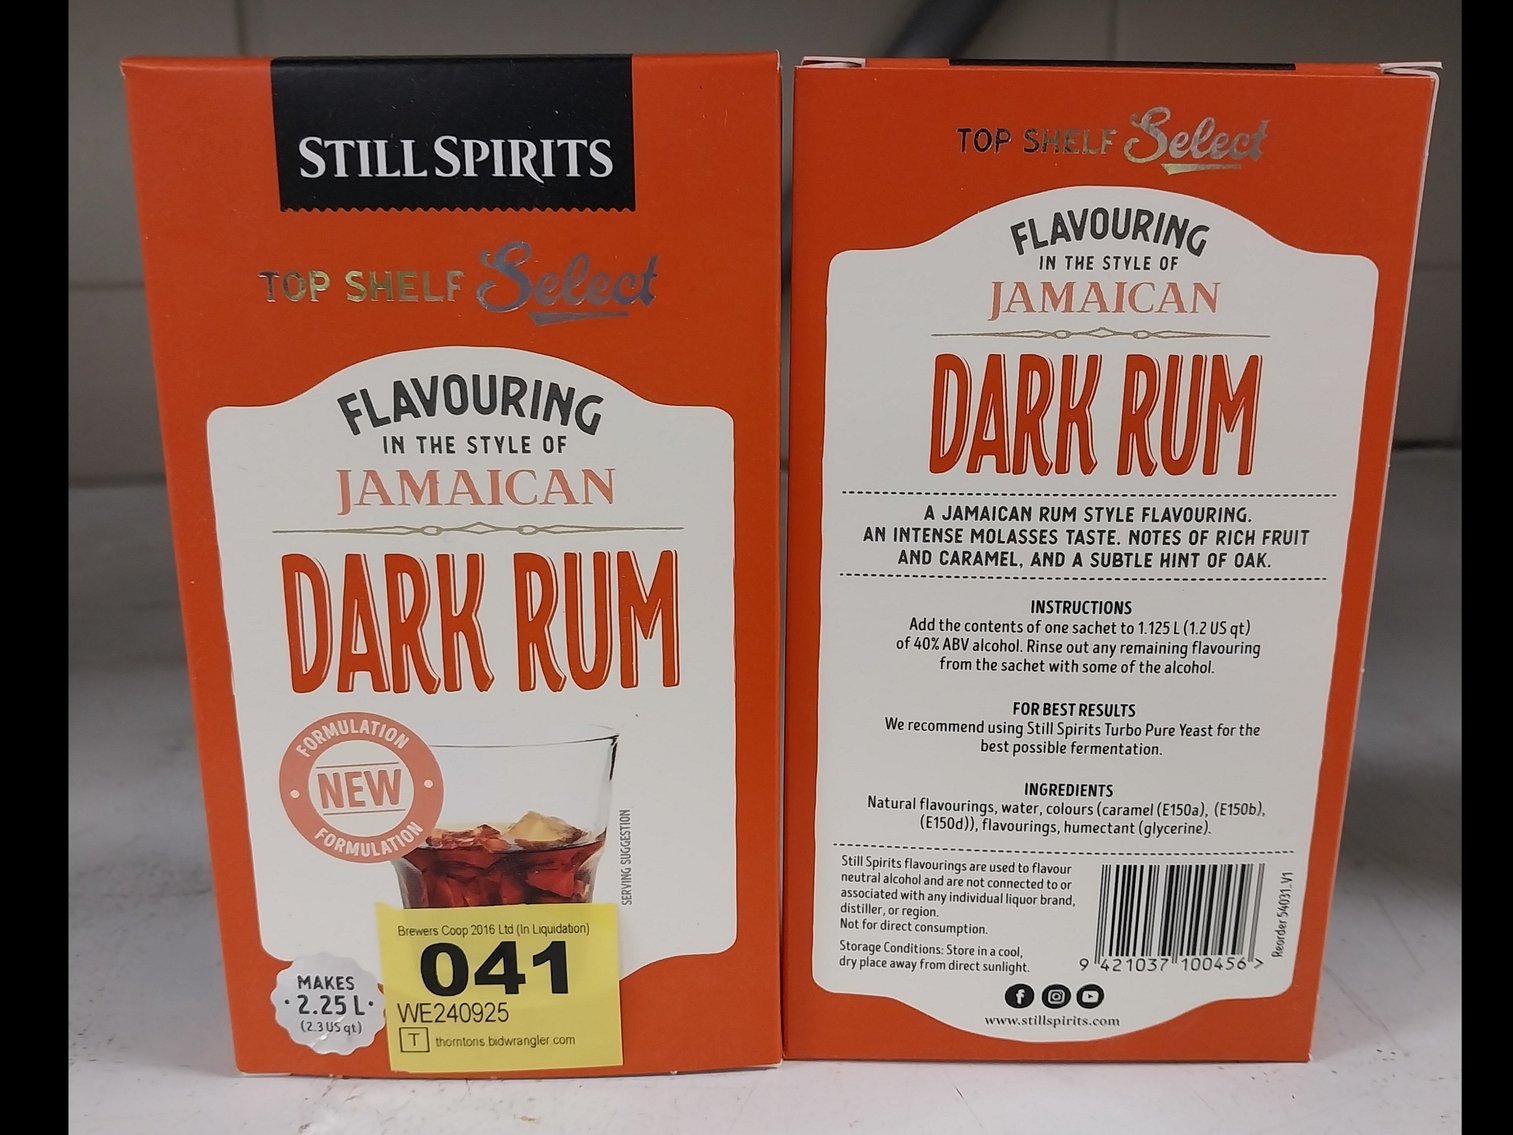 STILL SPIRITS
TOP SHELF Select
FLAVOURING
IN THE STYLE OF
JAMAICAN
DARK RUM
FORMULATION
NEW
FORMULATION
SERVING SUGGESTION
MAKES
2.25 L
(2.3 US qt)
Brewers Coop 2016 Ltd (In Liquidation)
041
WE240925
T thorntons.bidwrangler.com
TOP SHELF Select
FLAVOURING
IN THE STYLE OF
JAMAICAN
DARK RUM
A JAMAICAN RUM STYLE FLAVOURING.
AN INTENSE MOLASSES TASTE. NOTES OF RICH FRUIT
AND CARAMEL, AND A SUBTLE HINT OF OAK.
INSTRUCTIONS
Add the contents of one sachet to 1.125 L (1.2 US qt)
of 40% ABV alcohol. Rinse out any remaining flavouring
from the sachet with some of the alcohol.
FOR BEST RESULTS
We recommend using Still Spirits Turbo Pure Yeast for the
best possible fermentation.
INGREDIENTS
Natural flavourings, water, colours (caramel (E150a), (E150b),
(E150d)), flavourings, humectant (glycerine).
Still Spirits flavourings are used to flavour
neutral alcohol and are not connected to or
associated with any individual liquor brand,
distiller, or region.
Not for direct consumption.
Storage Conditions: Store in a cool,
dry place away from direct sunlight.
9 421037 100456 >
Reorder 54031_V1
www.stillspirits.com